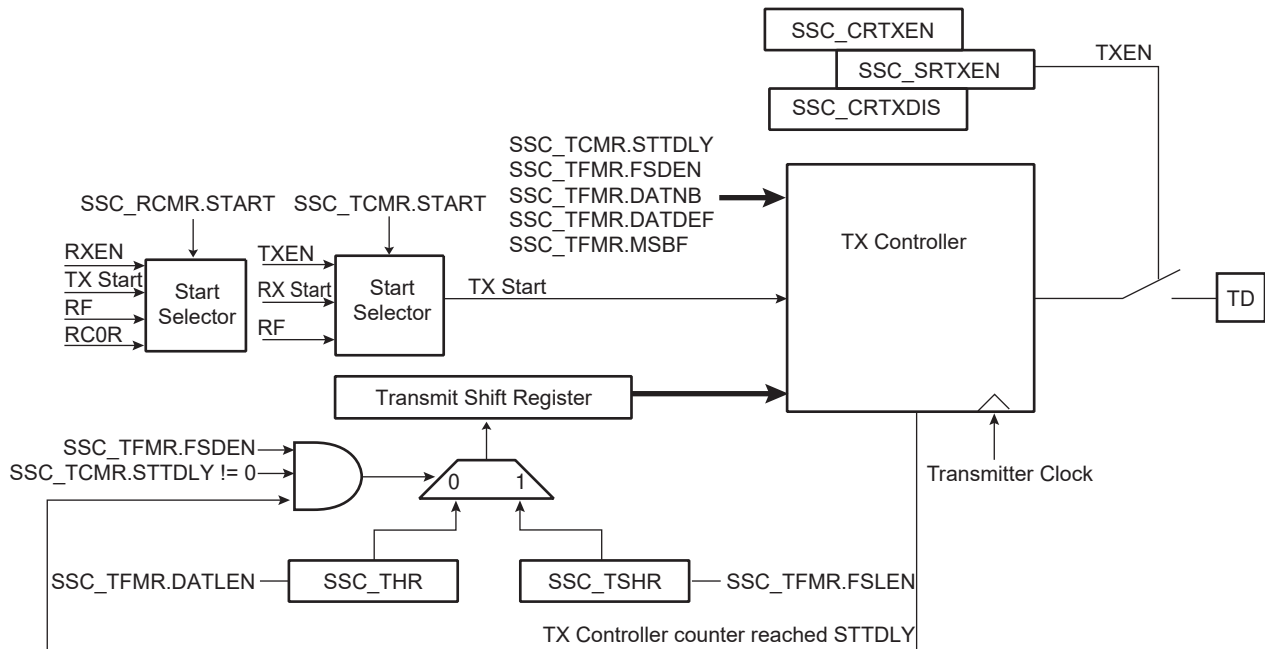 SSC_CRTXEN
SSC_SRTXEN
TXEN
SSC_CRTXDIS
SSC_TCMR.STTDLY
SSC_TFMR.FSDEN
SSC_TFMR.DATNB
SSC_TFMR.DATDEF
SSC_TFMR.MSBF
SSC_RCMR.START
SSC_TCMR.START
RXEN
TX Start
RF
RC0R
Start
Selector
TXEN
RX Start
RF
Start
Selector
TX Start
TX Controller
TD
Transmit Shift Register
Transmitter Clock
SSC_TFMR.FSDEN
SSC_TCMR.STTDLY != 0
0 1
SSC_TFMR.DATLEN
SSC_THR
SSC_TSHR
SSC_TFMR.FSLEN
TX Controller counter reached STTDLY